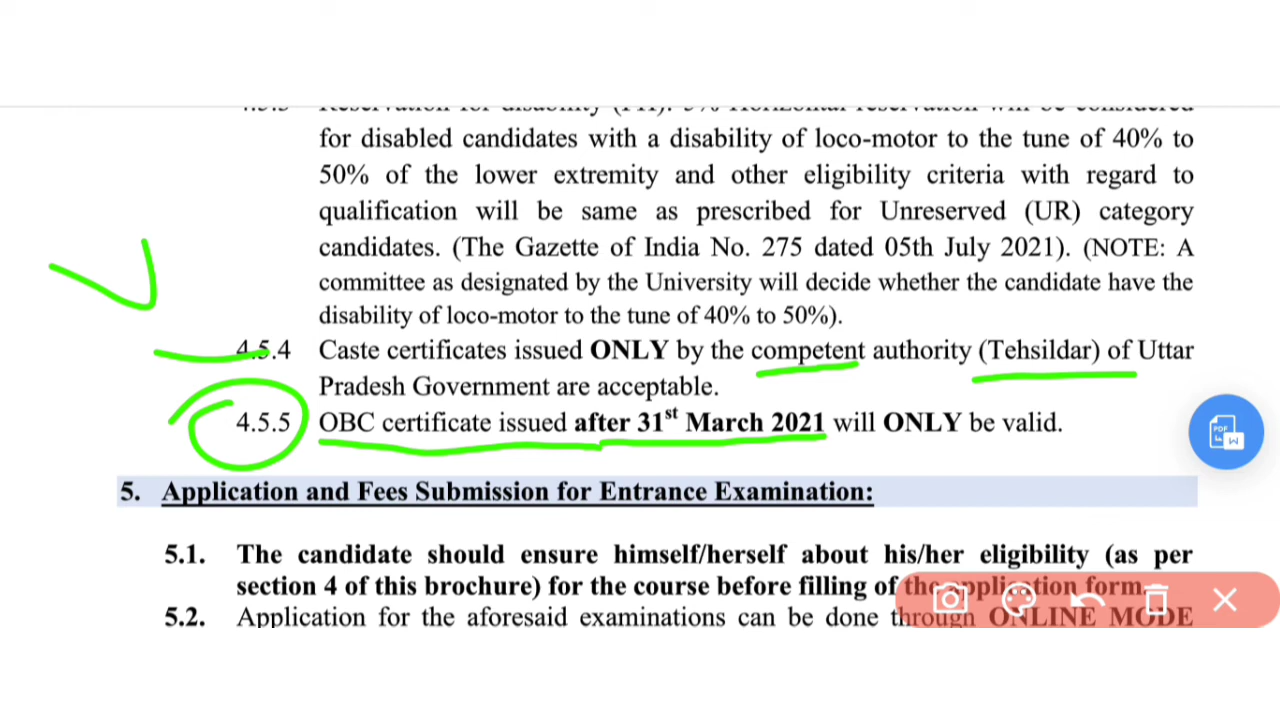 for disabled candidates with a disability of loco-motor to the tune of 40% to
50% of the lower extremity and other eligibility criteria with regard to
qualification will be same as prescribed for Unreserved (UR) category
candidates. (The Gazette of India No. 275 dated 05th July 2021). (NOTE: A
committee as designated by the University will decide whether the candidate have the
disability of loco-motor to the tune of 40% to 50%).
4.5.4 Caste certificates issued ONLY by the competent authority (Tehsildar) of Uttar
Pradesh Government are acceptable.
4.5.5 OBC certificate issued after 31st March 2021 will ONLY be valid.
5. Application and Fees Submission for Entrance Examination:
5.1. The candidate should ensure himself/herself about his/her eligibility (as per
section 4 of this brochure) for the course before filling of the application form.
5.2. Application for the aforesaid examinations can be done through ONLINE MODE
PDF
W